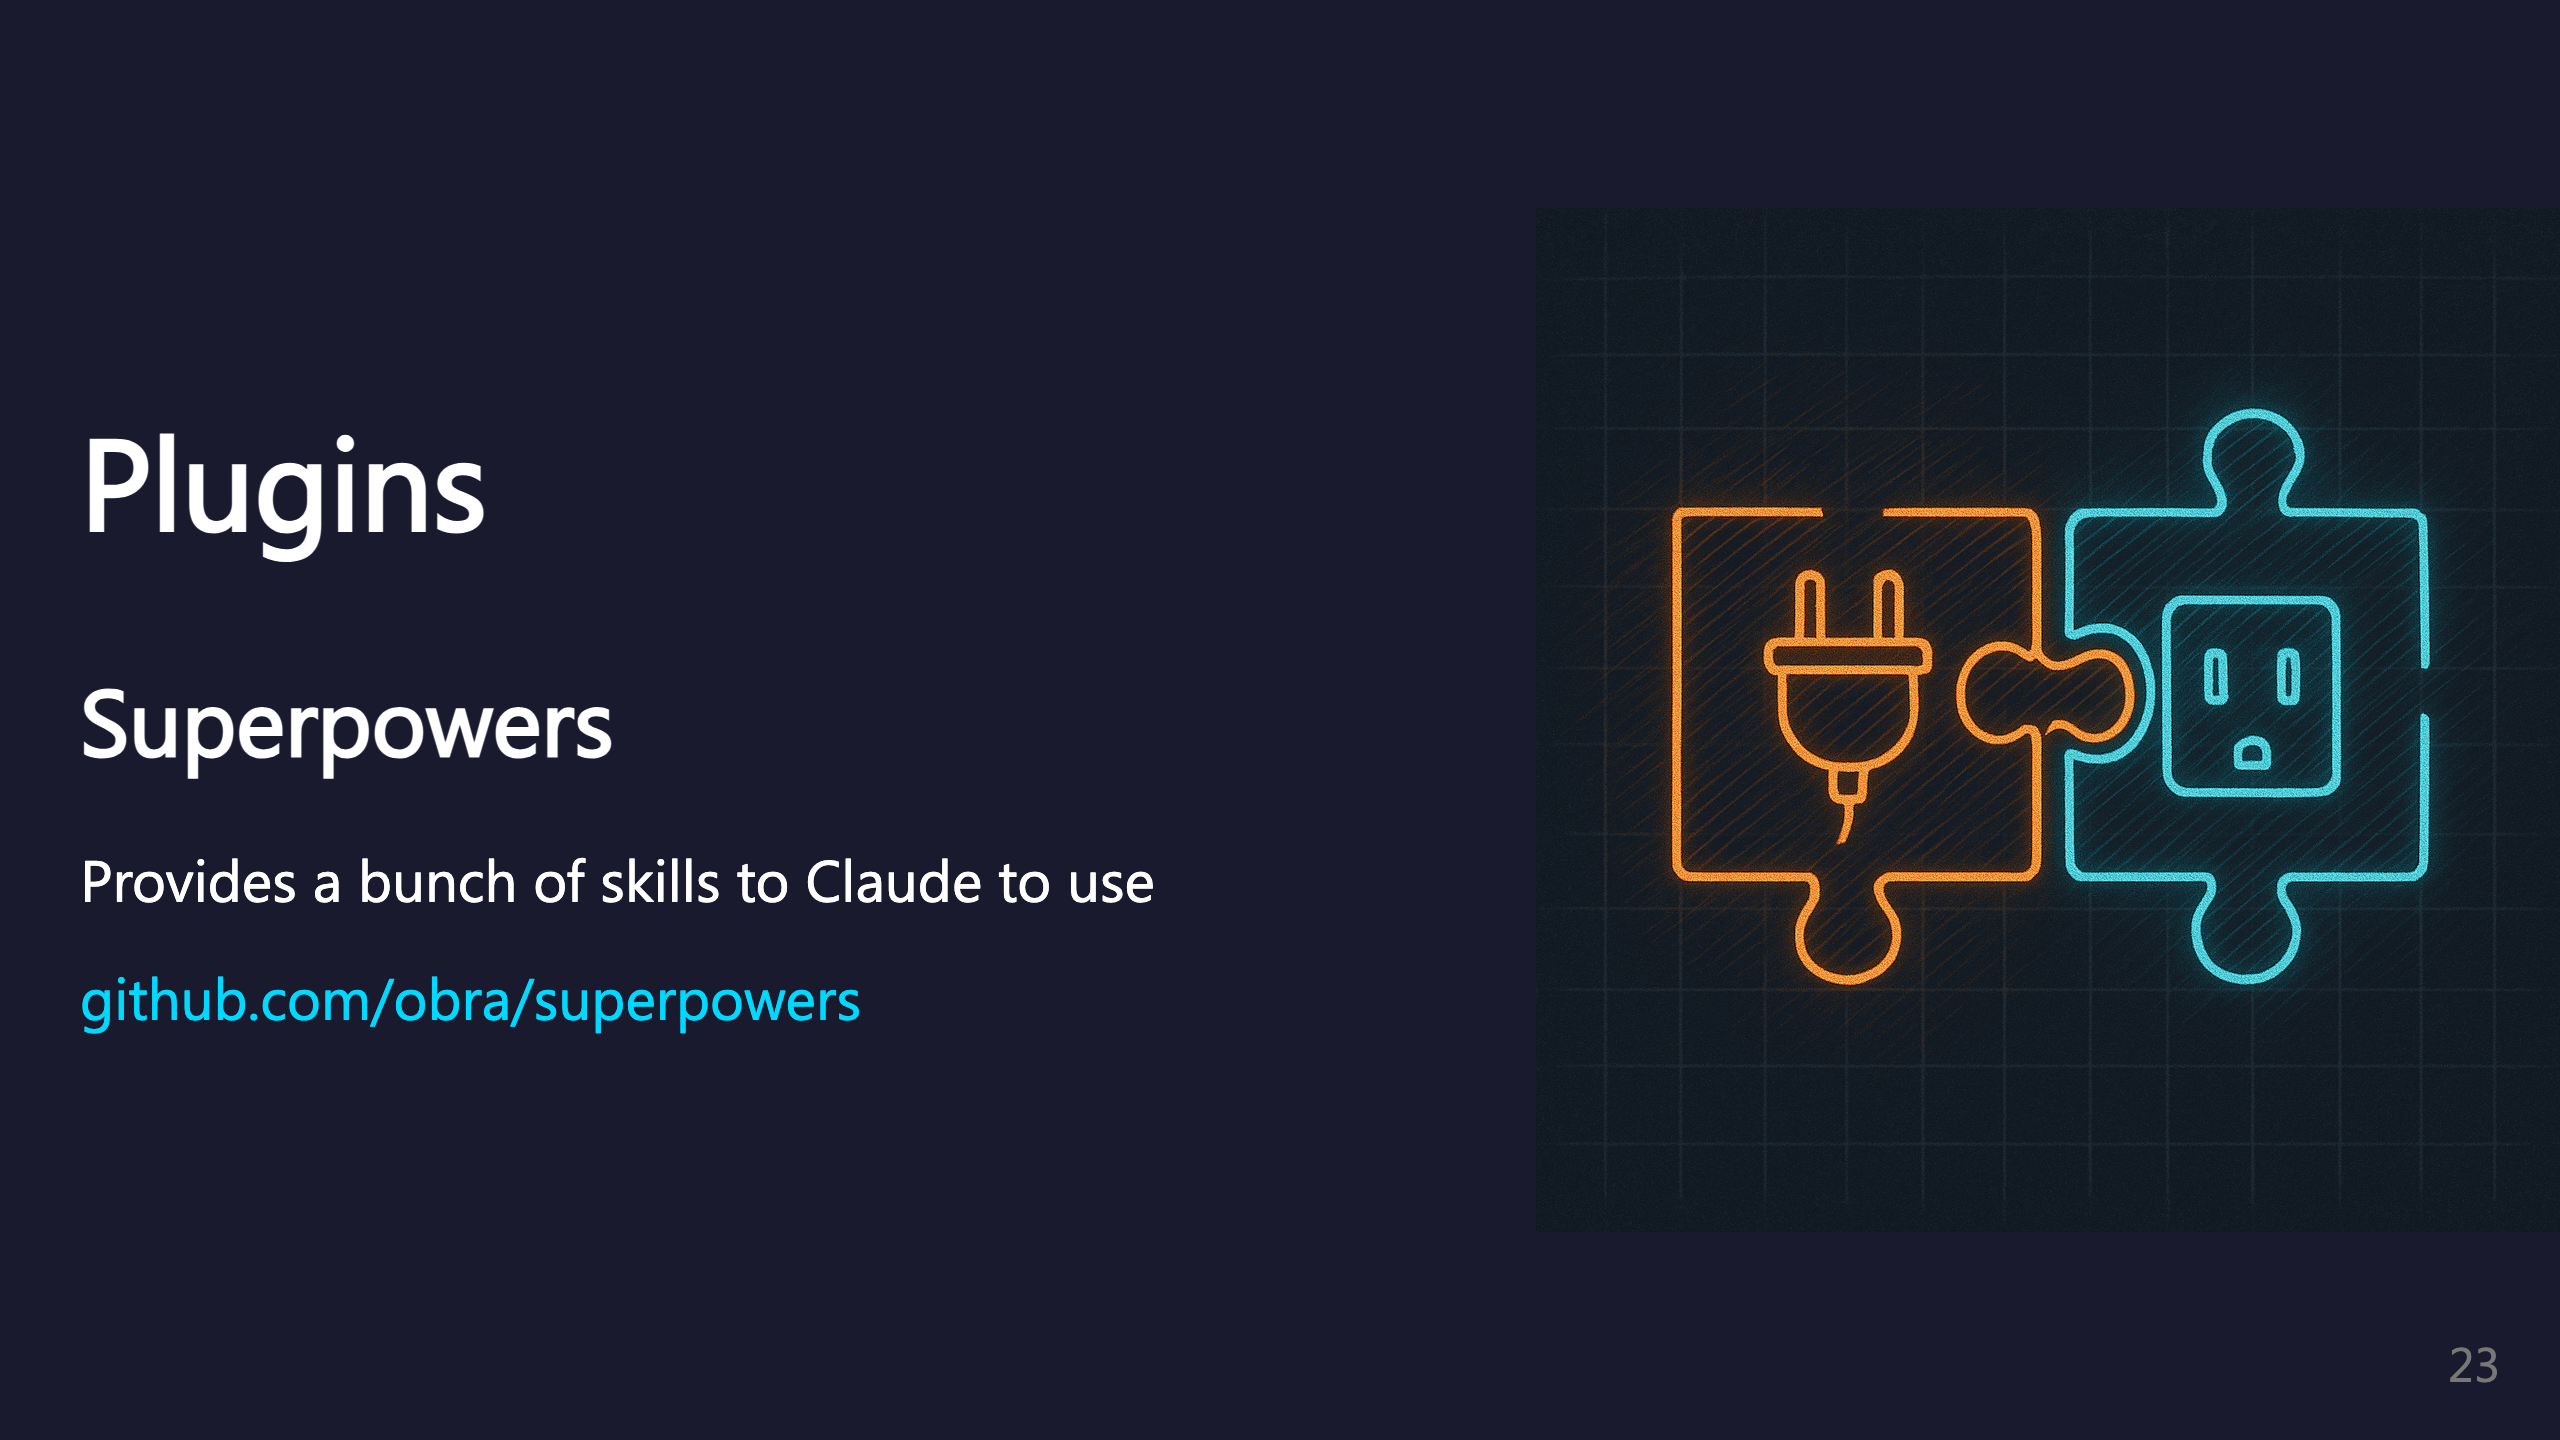 Plugins
Superpowers
Provides a bunch of skills to Claude to use
github.com/obra/superpowers
23